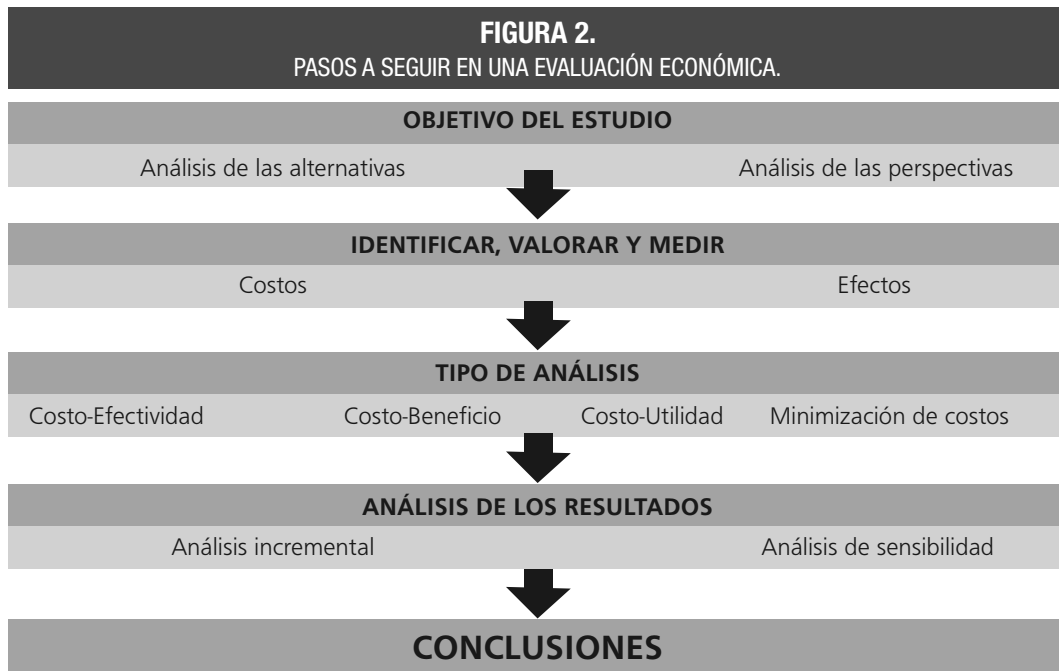 FIGURA 2.
PASOS A SEGUIR EN UNA EVALUACIÓN ECONÓMICA.
OBJETIVO DEL ESTUDIO
Análisis de las alternativas Análisis de las perspectivas
IDENTIFICAR, VALORAR Y MEDIR
Costos Efectos
TIPO DE ANÁLISIS
Costo-Efectividad Costo-Beneficio Costo-Utilidad Minimización de costos
ANÁLISIS DE LOS RESULTADOS
Análisis incremental Análisis de sensibilidad
CONCLUSIONES